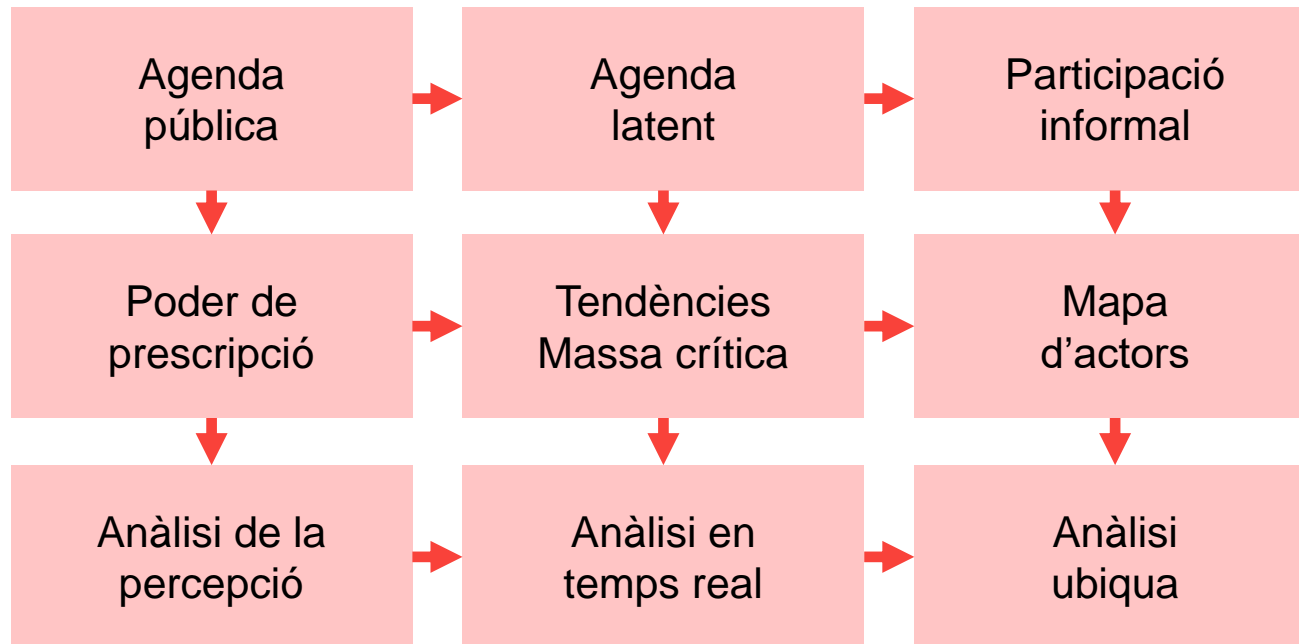 Agenda
pública
Agenda
latent
Participació
informal
Poder de
prescripció
Tendències
Massa crítica
Mapa
d’actors
Anàlisi de la
percepció
Anàlisi en
temps real
Anàlisi
ubiqua